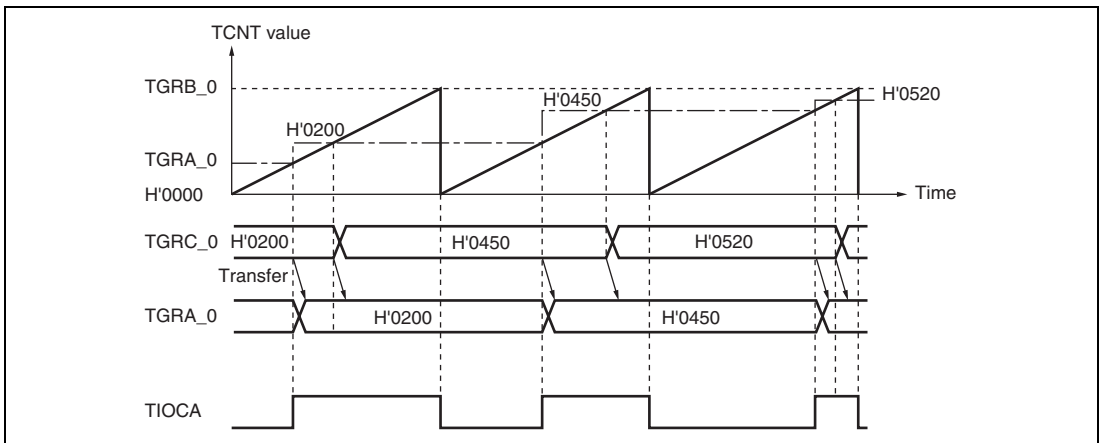 TCNT value
TGRB_0
H'0450
H'0520
H'0200
TGRA_0
H'0000
Time
TGRC_0 H'0200 H'0450 H'0520
Transfer
TGRA_0 H'0200 H'0450
TIOCA